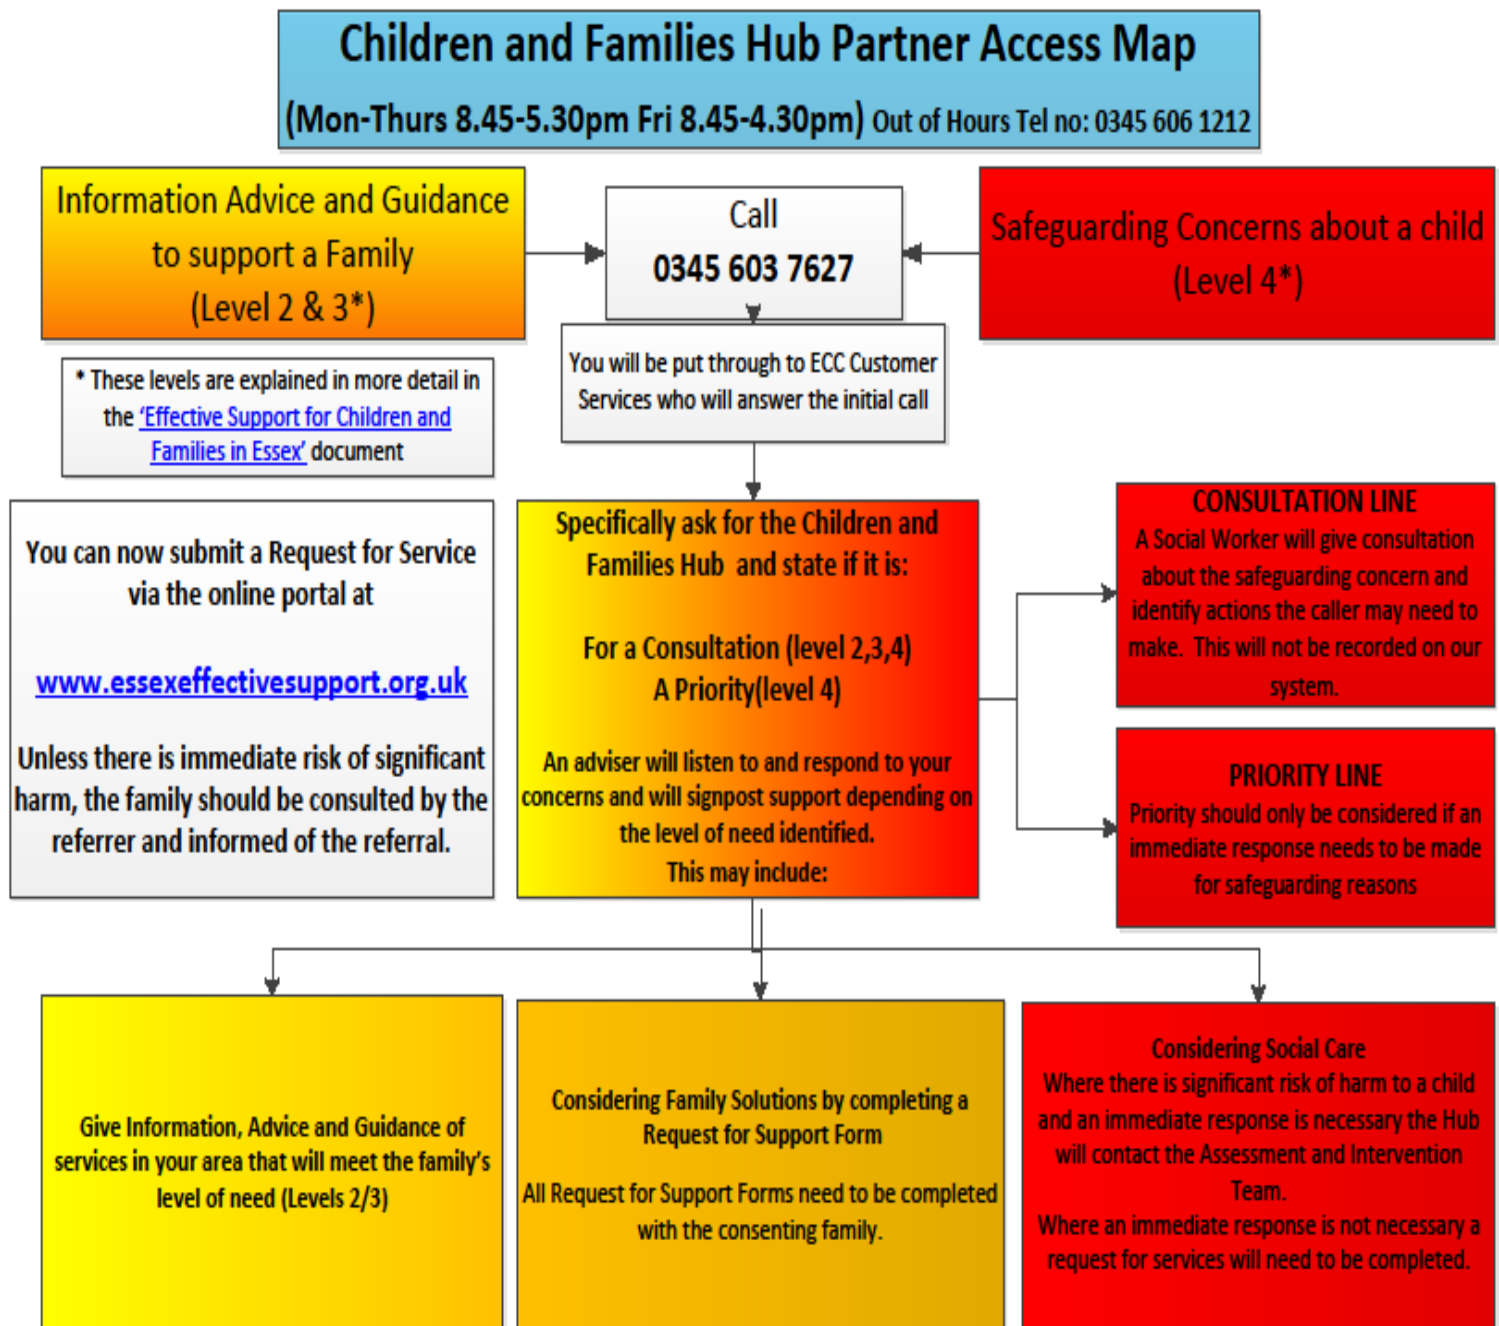 Children and Families Hub Partner Access Map
(Mon-Thurs 8.45-5.30pm Fri 8.45-4.30pm) Out of Hours Tel no: 0345 606 1212
Information Advice and Guidance
to support a Family
(Level 2 & 3*)
Call
0345 603 7627
Safeguarding Concerns about a child
(Level 4*)
* These levels are explained in more detail in
the ‘Effective Support for Children and
Families in Essex’ document
You will be put through to ECC Customer
Services who will answer the initial call
You can now submit a Request for Service
via the online portal at
www.essexeffectivesupport.org.uk
Unless there is immediate risk of significant
harm, the family should be consulted by the
referrer and informed of the referral.
Specifically ask for the Children and
Families Hub and state if it is:
For a Consultation (level 2,3,4)
A Priority(level 4)
An adviser will listen to and respond to your
concerns and will signpost support depending on
the level of need identified.
This may include:
CONSULTATION LINE
A Social Worker will give consultation
about the safeguarding concern and
identify actions the caller may need to
make. This will not be recorded on our
system.
PRIORITY LINE
Priority should only be considered if an
immediate response needs to be made
for safeguarding reasons
Give Information, Advice and Guidance of
services in your area that will meet the family’s
level of need (Levels 2/3)
Considering Family Solutions by completing a
Request for Support Form
All Request for Support Forms need to be completed
with the consenting family.
Considering Social Care
Where there is significant risk of harm to a child
and an immediate response is necessary the Hub
will contact the Assessment and Intervention
Team.
Where an immediate response is not necessary a
request for services will need to be completed.